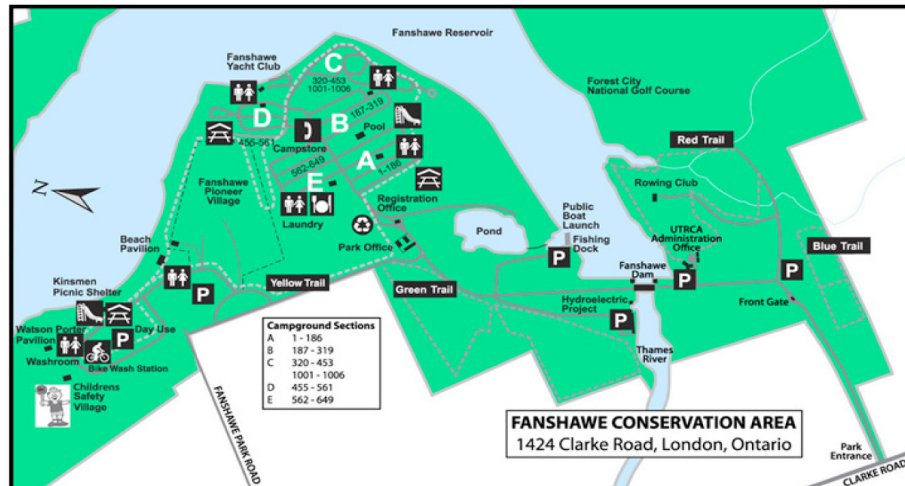 Fanshawe Reservoir
Fanshawe
Yacht Club
C
320-453
1001-1006
Forest City
National Golf Course
D
187-319
B
Pool
455-561
Campstore
Red Trail
562-649
A
1-186
Fanshawe
Pioneer
Village
E
Rowing Club
N
Registration
Office
Laundry
Public
Boat
Launch
UTRCA
Administration
Office
Beach
Pavilion
Park Office
Pond
Fishing
Dock
Blue Trail
P
Fanshawe
Dam
P
P
Kinsmen
Picnic Shelter
P
Yellow Trail
Green Trail
Front Gate
Hydroelectric
Project
P
Watson Porter
Pavilion
Day Use
P
Washroom
Bike Wash Station
Thames
River
Childrens
Safety
Village
Campground Sections
A 1 - 186
B 187 - 319
C 320 - 453
1001 - 1006
D 455 - 561
E 562 - 649
FANSHAWE PARK ROAD
FANSHAWE CONSERVATION AREA
1424 Clarke Road, London, Ontario
Park
Entrance
CLARKE ROAD